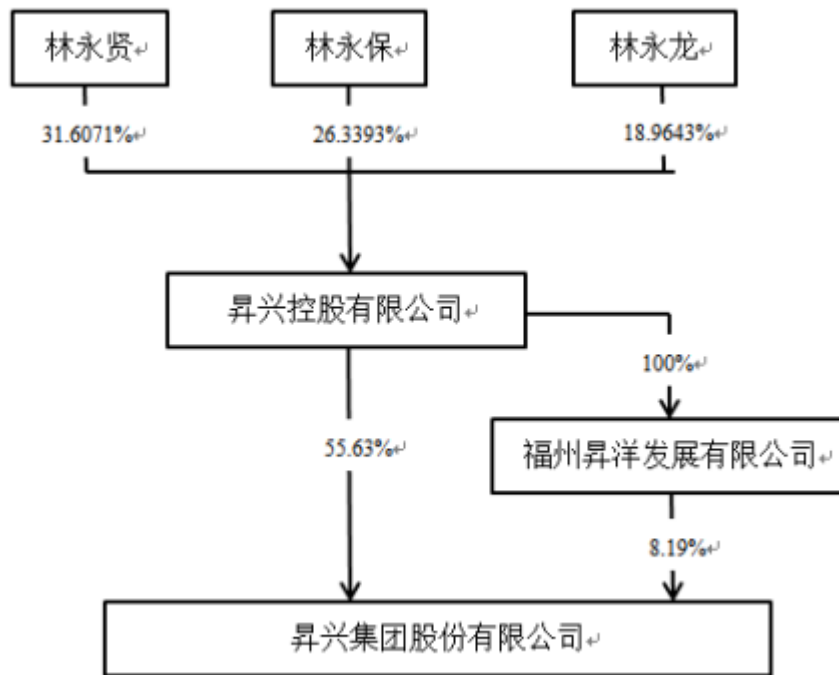 林永贤↵
林永保↵
林永龙↵
31.6071%↵
26.3393%↵
18.9643%↵
昇兴控股有限公司↵
100%↵
55.63%↵
福州昇洋发展有限公司↵
8.19%↵
昇兴集团股份有限公司↵